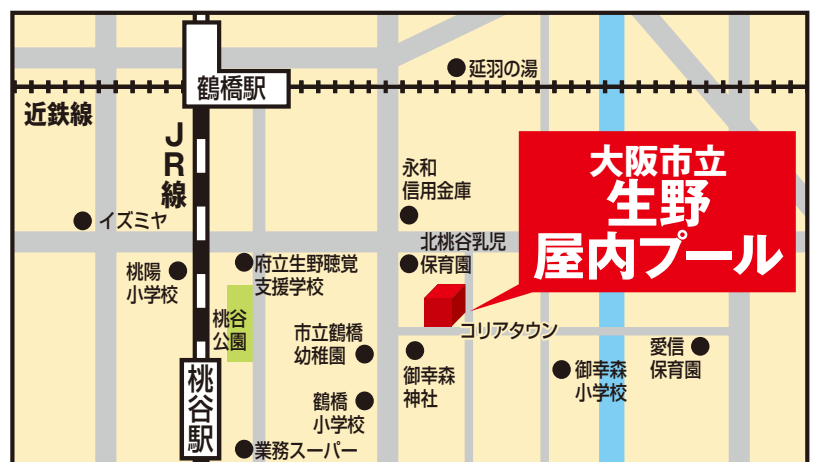 延羽の湯
鶴橋駅
近鉄線
JR線
大阪市立
生野
屋内プール
永和
信用金庫
イズミヤ
北桃谷乳児
保育園
府立生野聴覚
支援学校
桃陽
小学校
桃谷
公園
コリアタウン
市立鶴橋
幼稚園
愛信
保育園
御幸森
神社
御幸森
小学校
桃谷駅
鶴橋
小学校
業務スーパー